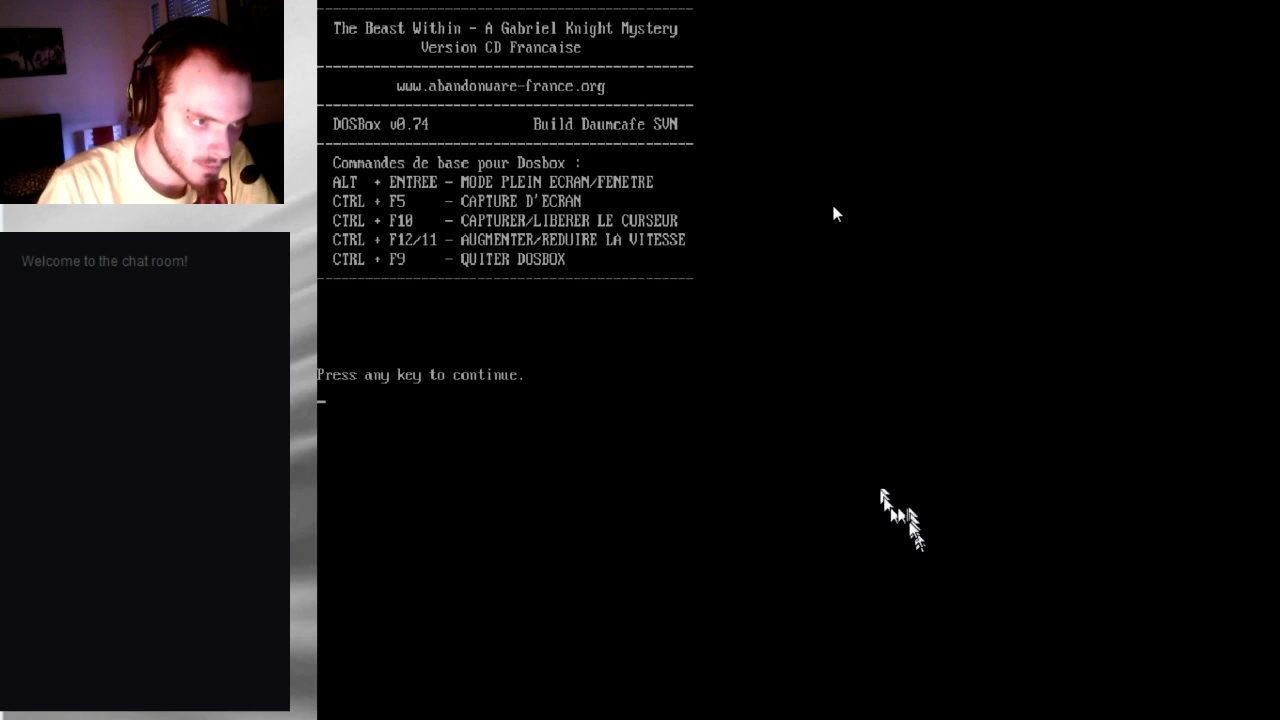 The Beast Within - A Gabriel Knight Mystery
Version CD Francaise
www.abandonware-france.org
DOSBox v0.74 Build Daumcafe SVN
Commandes de base pour Dosbox :
ALT + ENTREE - MODE PLEIN ECRAN/FENETRE
CTRL + F5 - CAPTURE D'ECRAN
CTRL + F10 - CAPTURER/LIBERER LE CURSEUR
CTRL + F12/11 - AUGMENTER/REDUIRE LA VITESSE
CTRL + F9 - QUITER DOSBOX
Press any key to continue.
Welcome to the chat room!